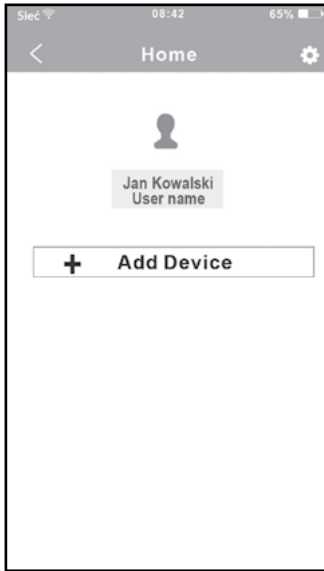 Sieć 08:42 65%
Home
Jan Kowalski
User name
+ Add Device